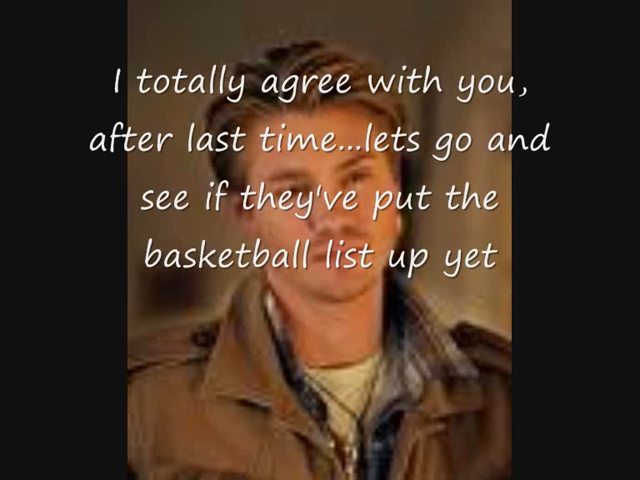 I totally agree with you,
after last time...lets go and
see if they've put the
basketball list up yet